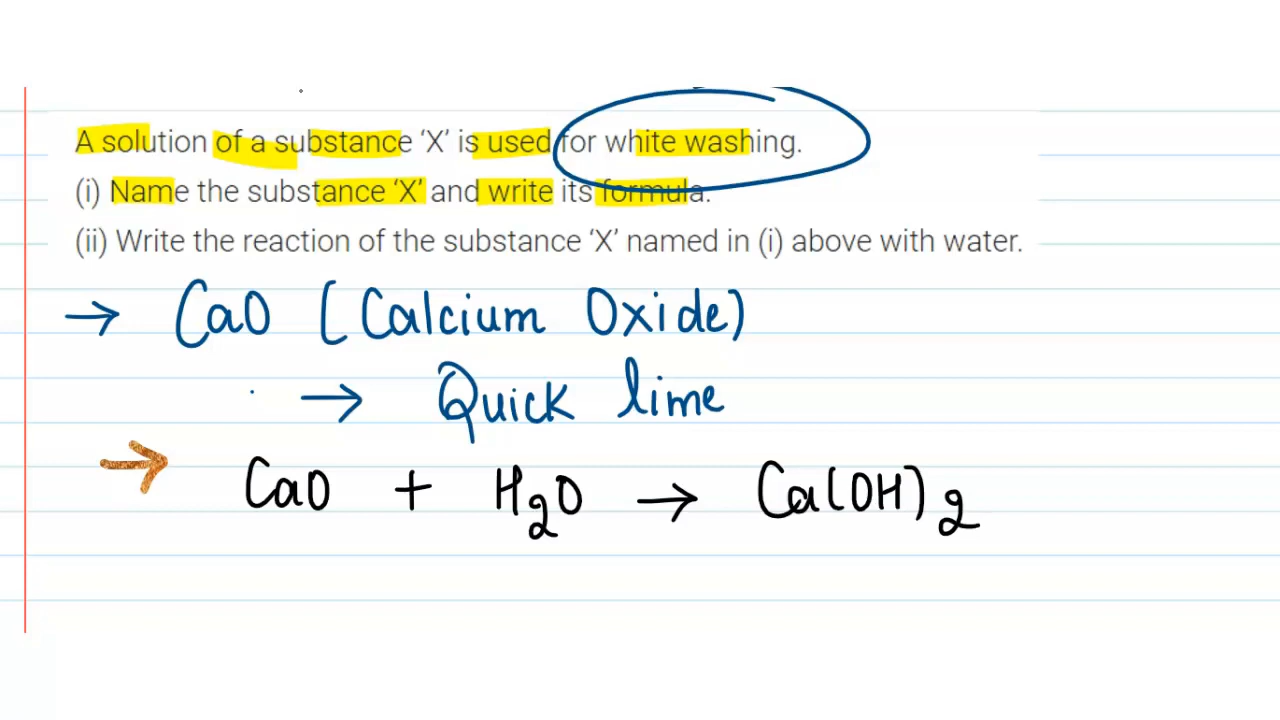 A solution of a substance ‘X’ is used for white washing.
(i) Name the substance ‘X’ and write its formula.
(ii) Write the reaction of the substance ‘X’ named in (i) above with water.
→ CaO [Calcium Oxide)
→ Quick lime
→ CaO + H2O → Ca(OH)2